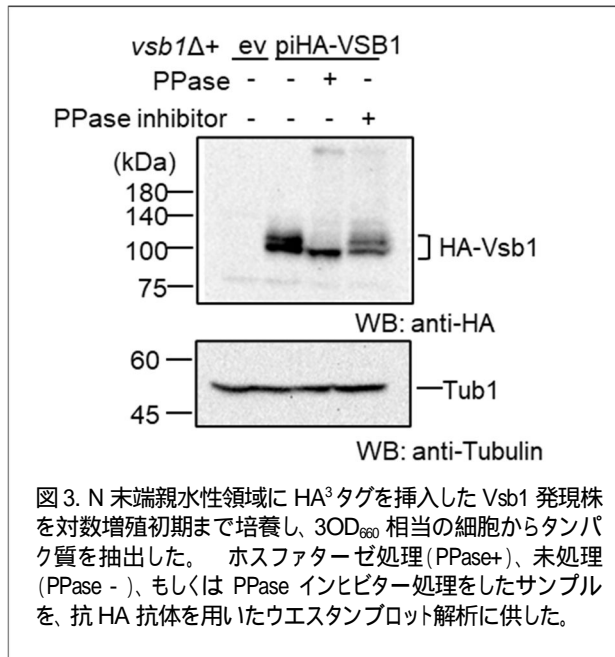 vsb1Δ+ ev piHA-VSB1
PPase - - + -
PPase inhibitor - - - +
(kDa)
180
140
100
75
HA-Vsb1
WB: anti-HA
60
45
Tub1
WB: anti-Tubulin
図 3. N 末端親水性領域に HA³タグを挿入した Vsb1 発現株
を対数増殖初期まで培養し、3OD₆₆₀ 相当の細胞からタンパ
ク質を抽出した。 ホスファターゼ処理(PPase+)、未処理
(PPase - )、もしくは PPase インヒビター処理をしたサンプル
を、抗 HA 抗体を用いたウエスタンブロット解析に供した。